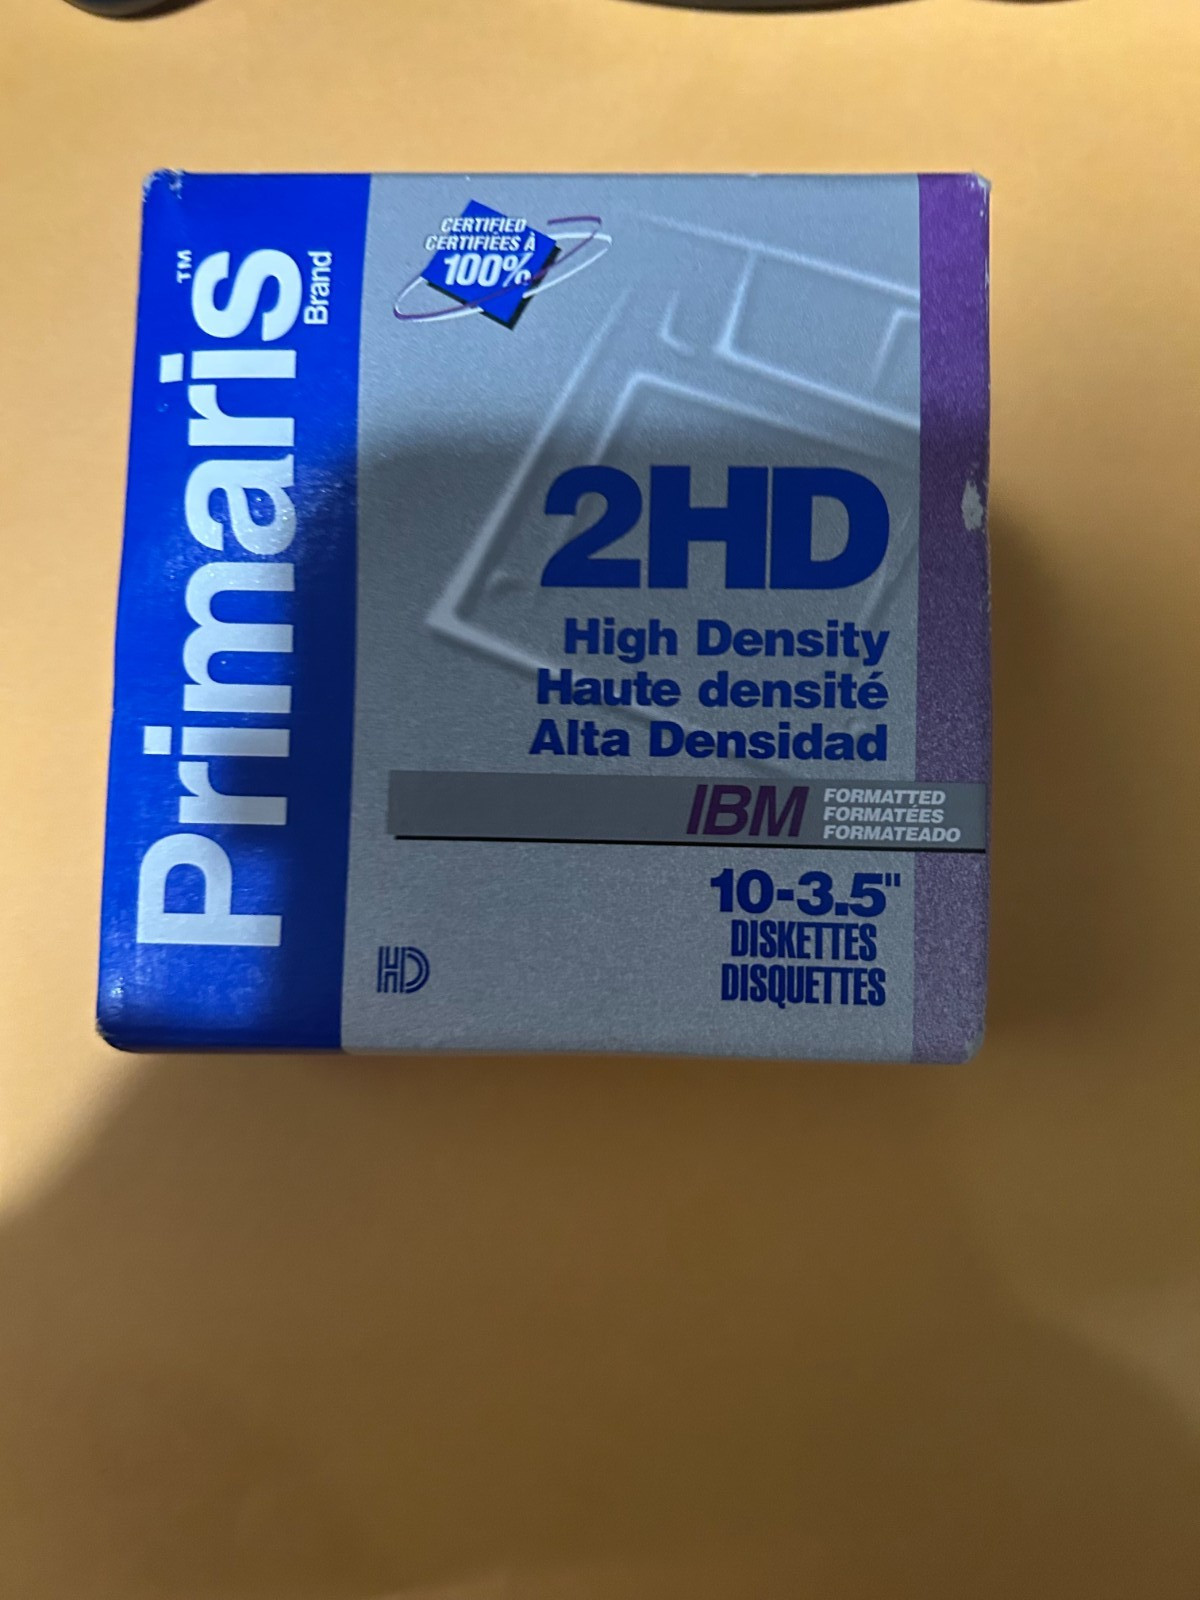 Primaris™
Brand
CERTIFIED
CERTIFIÉES À
100%
2HD
High Density
Haute densité
Alta Densidad
IBM FORMATTED
FORMATÉES
FORMATEADO
10-3.5"
DISKETTES
DISQUETTES
HD